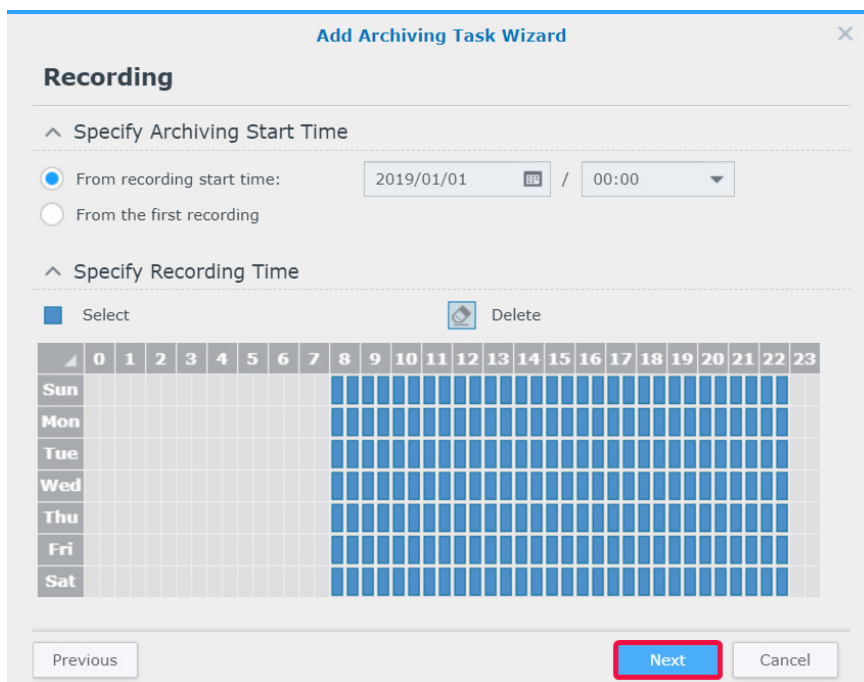 Add Archiving Task Wizard
Recording
Specify Archiving Start Time
From recording start time: 2019/01/01 / 00:00
From the first recording
Specify Recording Time
Select Delete
0 1 2 3 4 5 6 7 8 9 10 11 12 13 14 15 16 17 18 19 20 21 22 23
Sun
Mon
Tue
Wed
Thu
Fri
Sat
Previous Next Cancel